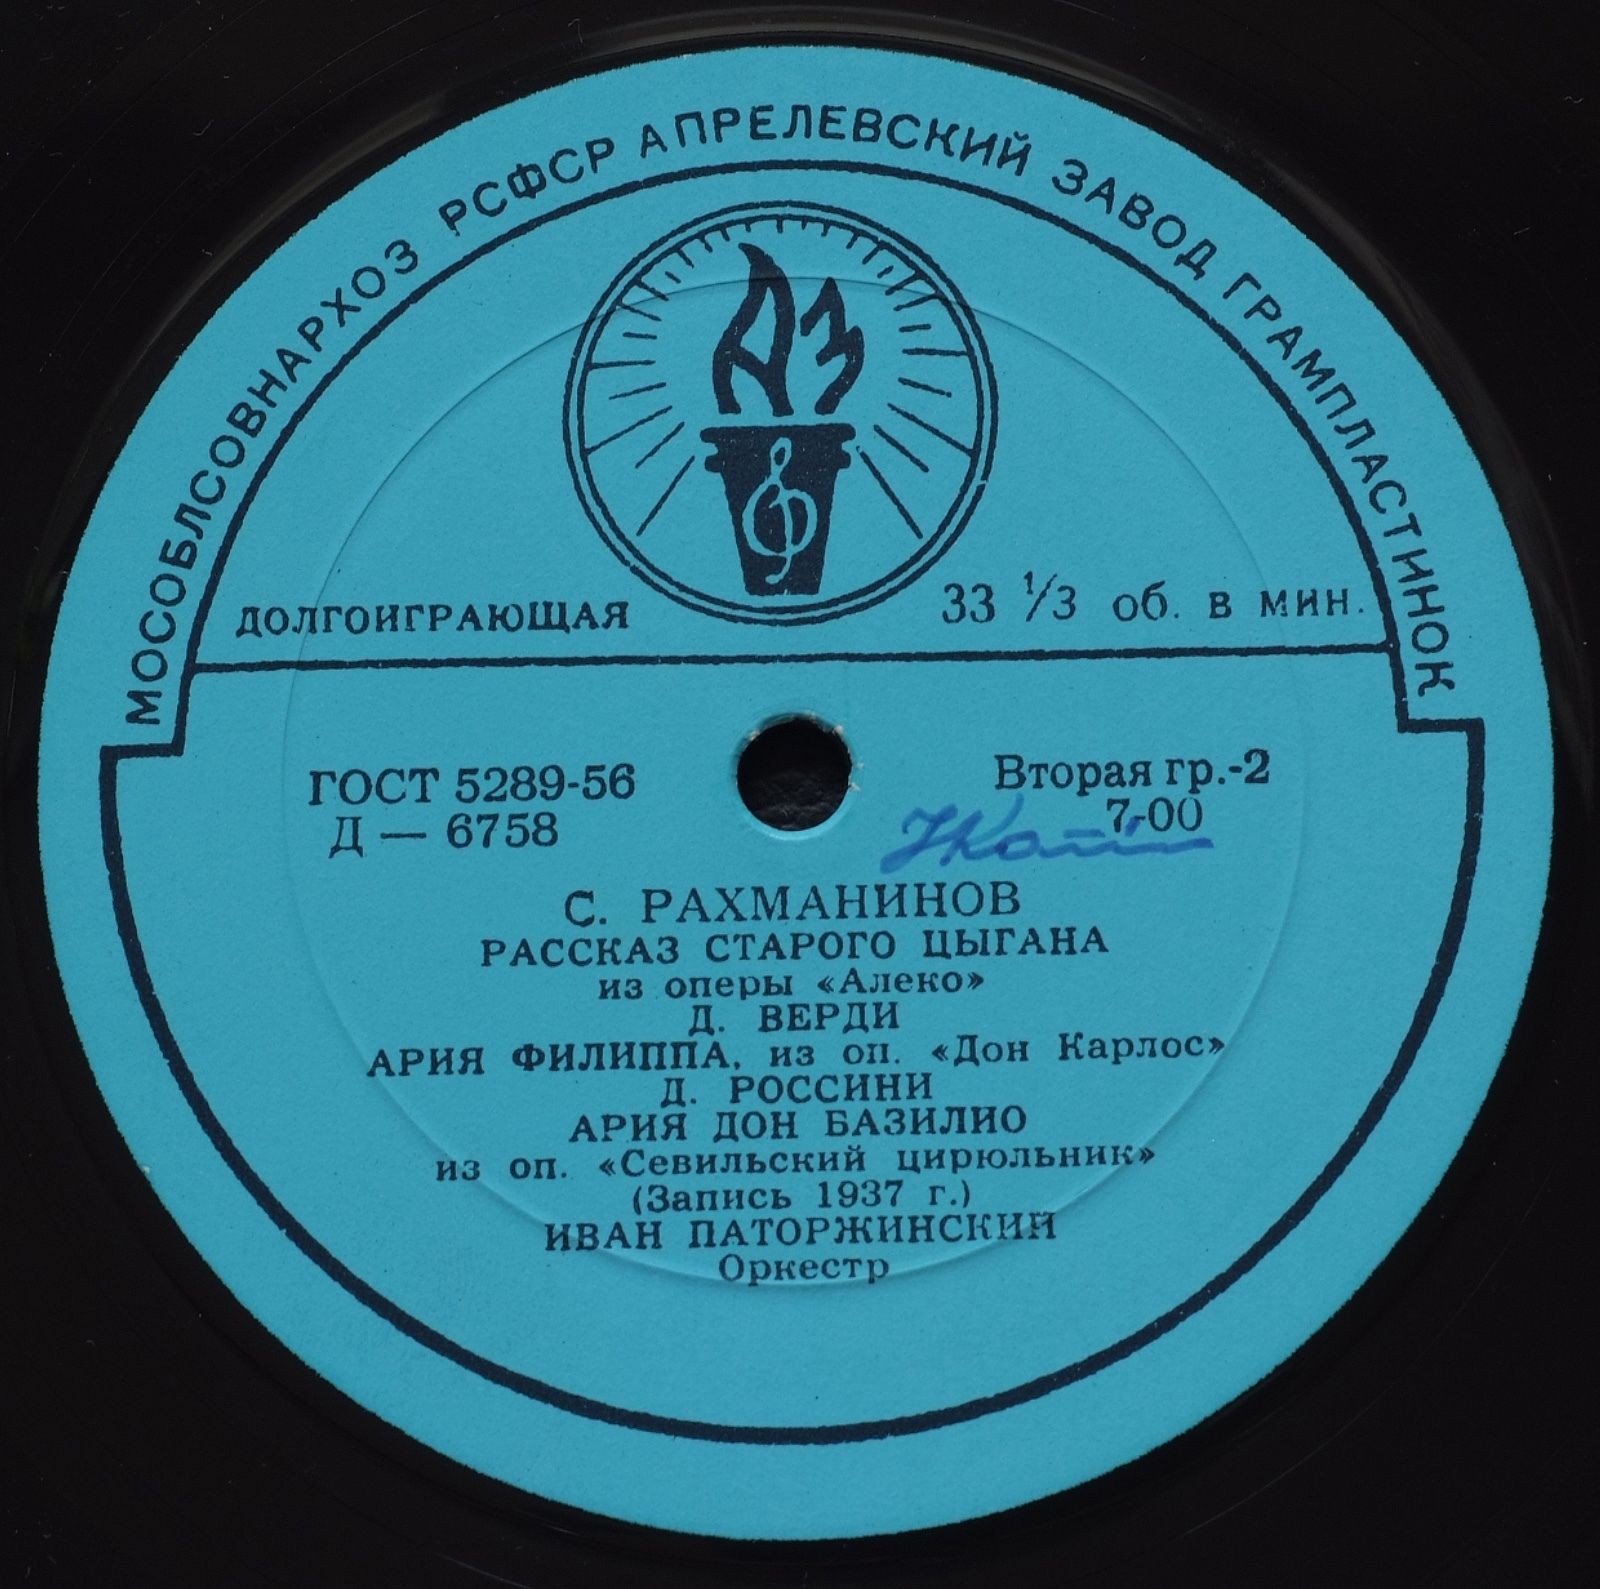 МОСОБЛСОВНАРХОЗ РСФСР АПРЕЛЕВСКИЙ ЗАВОД ГРАМПЛАСТИНОК
АЗ
ДОЛГОИГРАЮЩАЯ 33 1/3 об. в мин.
ГОСТ 5289-56 Вторая гр.-2
Д — 6758 7-00
С. РАХМАНИНОВ
РАССКАЗ СТАРОГО ЦЫГАНА
из оперы «Алеко»
Д. ВЕРДИ
АРИЯ ФИЛИППА, из оп. «Дон Карлос»
Д. РОССИНИ
АРИЯ ДОН БАЗИЛИО
из оп. «Севильский цирюльник»
(Запись 1937 г.)
ИВАН ПАТОРЖИНСКИЙ
Оркестр